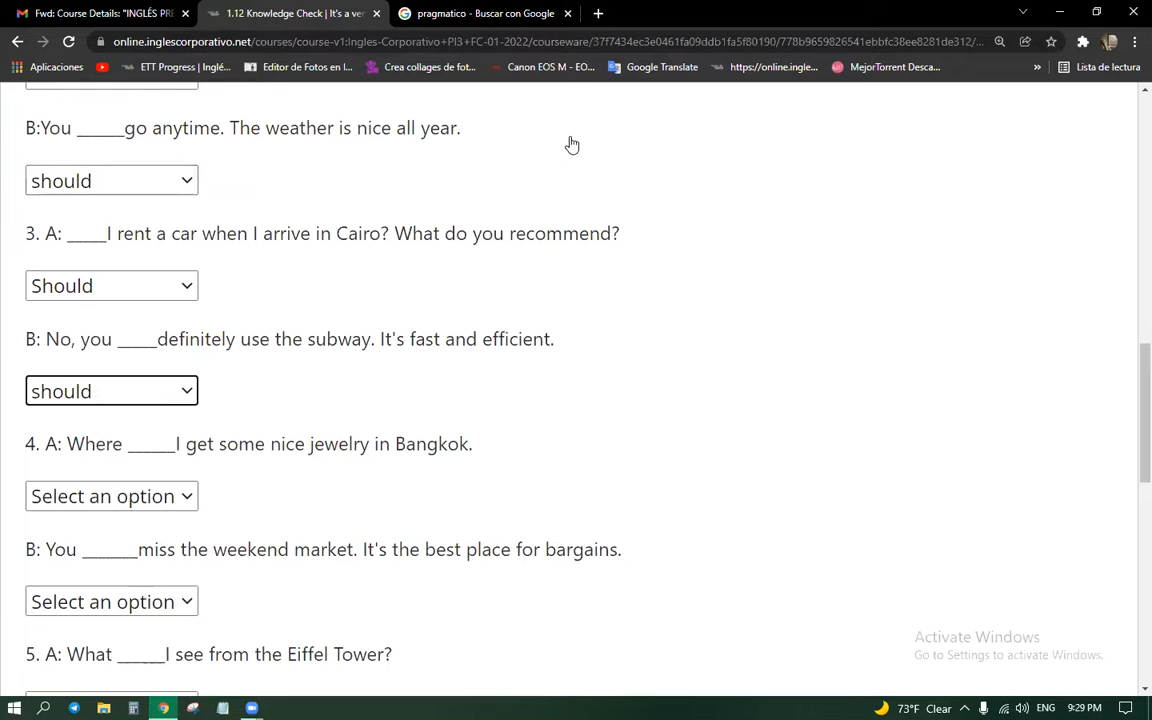 Fwd: Course Details: "INGLÉS PRE
1.12 Knowledge Check | It's a ver
pragmatico - Buscar con Google
online.inglescorporativo.net/courses/course-v1:Ingles-Corporativo+PI3+FC-01-2022/courseware/37f7434ec3e0461fa09ddb1fa5f80190/778b9659826541ebbfc38ee8281de312/...
Aplicaciones
ETT Progress | Inglé...
Editor de Fotos en l...
Crea collages de fot...
Canon EOS M - EO...
Google Translate
https://online.ingle...
MejorTorrent Desca...
»
Lista de lectura
B:You ______go anytime. The weather is nice all year.
should
3. A: _____I rent a car when I arrive in Cairo? What do you recommend?
Should
B: No, you _____definitely use the subway. It's fast and efficient.
should
4. A: Where ______I get some nice jewelry in Bangkok.
Select an option
B: You _______miss the weekend market. It's the best place for bargains.
Select an option
5. A: What ______I see from the Eiffel Tower?
Activate Windows
Go to Settings to activate Windows.
73°F Clear
ENG
9:29 PM